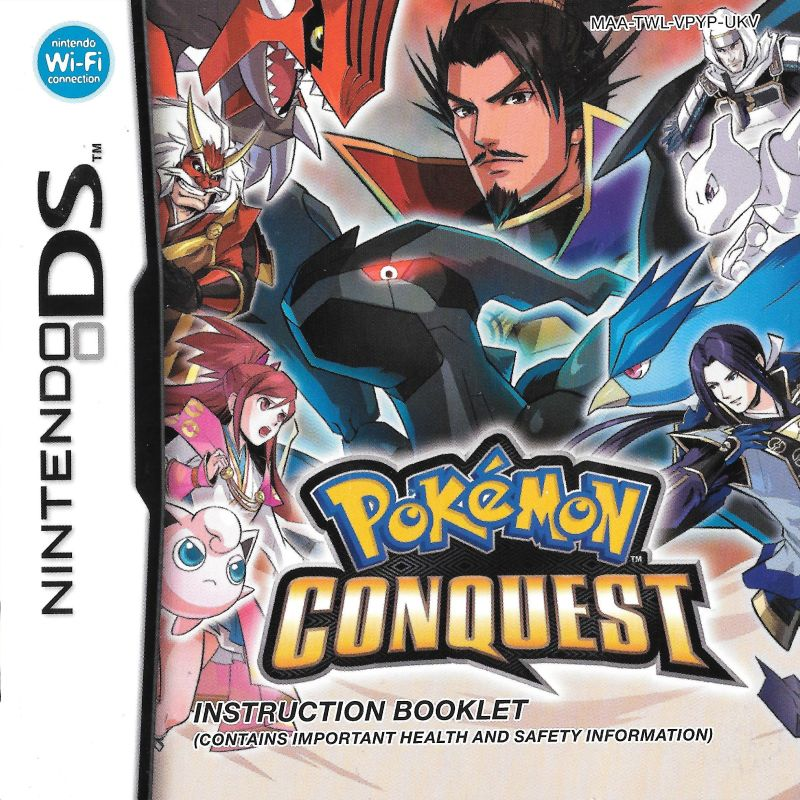 nintendo
Wi-Fi
connection
MAA-TWL-VPYP-UKV
NINTENDO DS™
POKéMON™
CONQUEST
INSTRUCTION BOOKLET
(CONTAINS IMPORTANT HEALTH AND SAFETY INFORMATION)